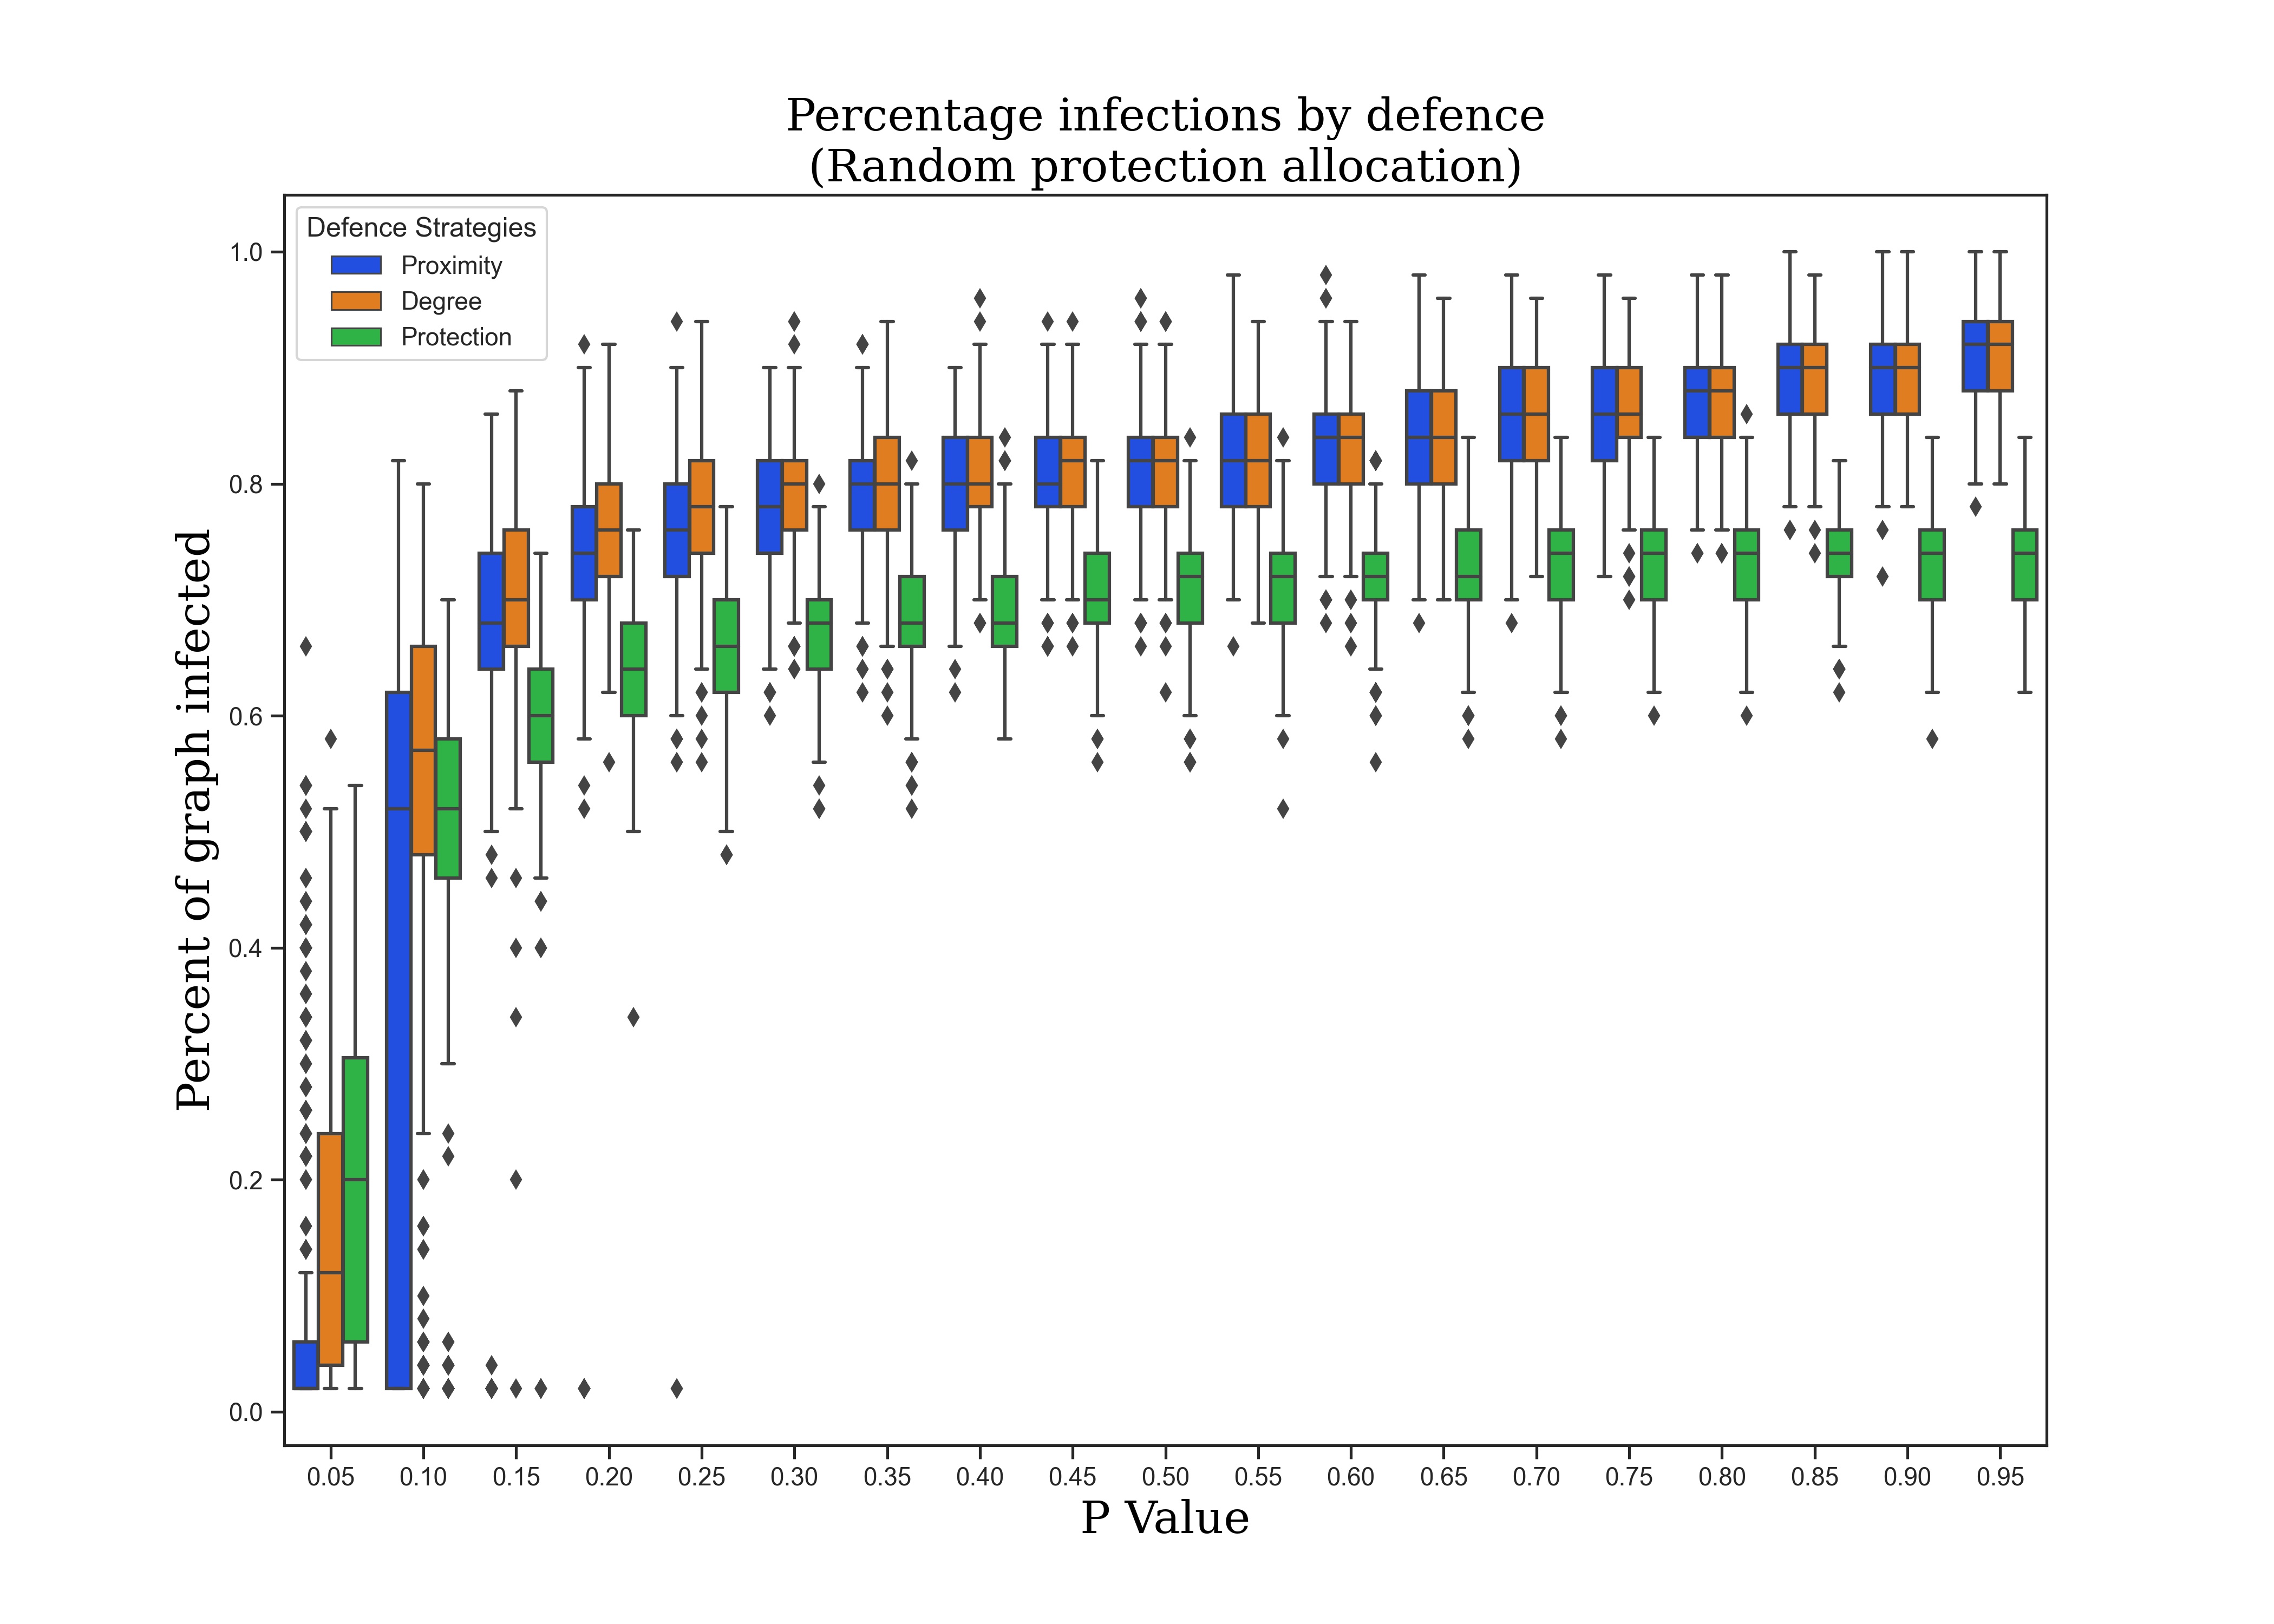 Percentage infections by defence
(Random protection allocation)
Defence Strategies
Proximity
Degree
Protection
Percent of graph infected
1.0
0.8
0.6
0.4
0.2
0.0
0.05 0.10 0.15 0.20 0.25 0.30 0.35 0.40 0.45 0.50 0.55 0.60 0.65 0.70 0.75 0.80 0.85 0.90 0.95
P Value